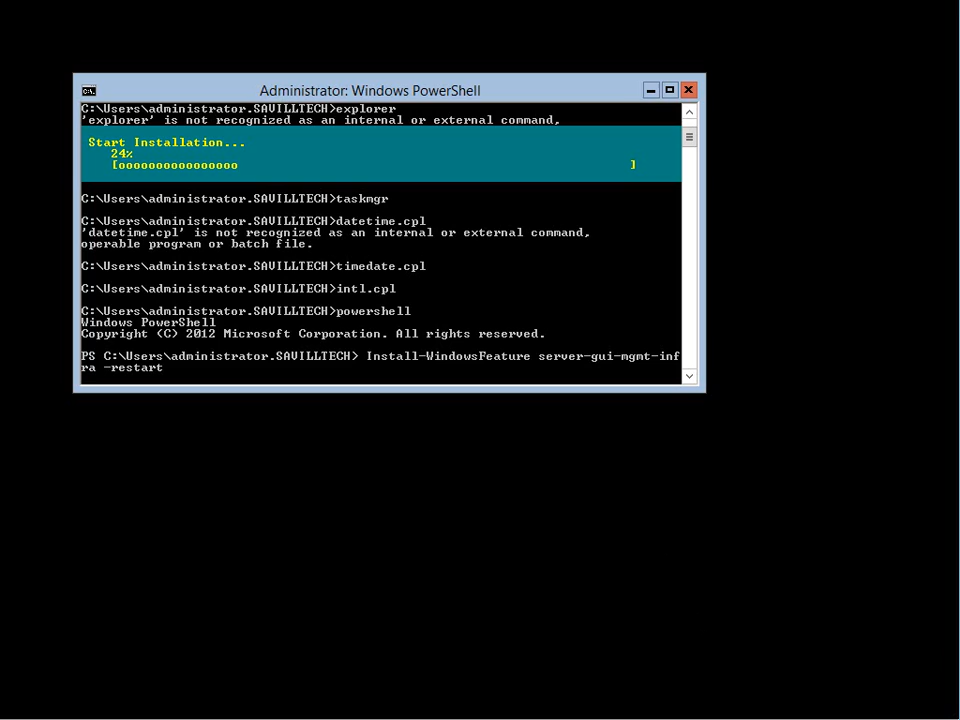 Administrator: Windows PowerShell
C:\Users\administrator.SAVILLTECH>explorer
'explorer' is not recognized as an internal or external command,
Start Installation...
24%
[oooooooooooooooo ]
C:\Users\administrator.SAVILLTECH>taskmgr
C:\Users\administrator.SAVILLTECH>datetime.cpl
'datetime.cpl' is not recognized as an internal or external command,
operable program or batch file.
C:\Users\administrator.SAVILLTECH>timedate.cpl
C:\Users\administrator.SAVILLTECH>intl.cpl
C:\Users\administrator.SAVILLTECH>powershell
Windows PowerShell
Copyright (C) 2012 Microsoft Corporation. All rights reserved.
PS C:\Users\administrator.SAVILLTECH> Install-WindowsFeature server-gui-mgmt-inf
ra -restart